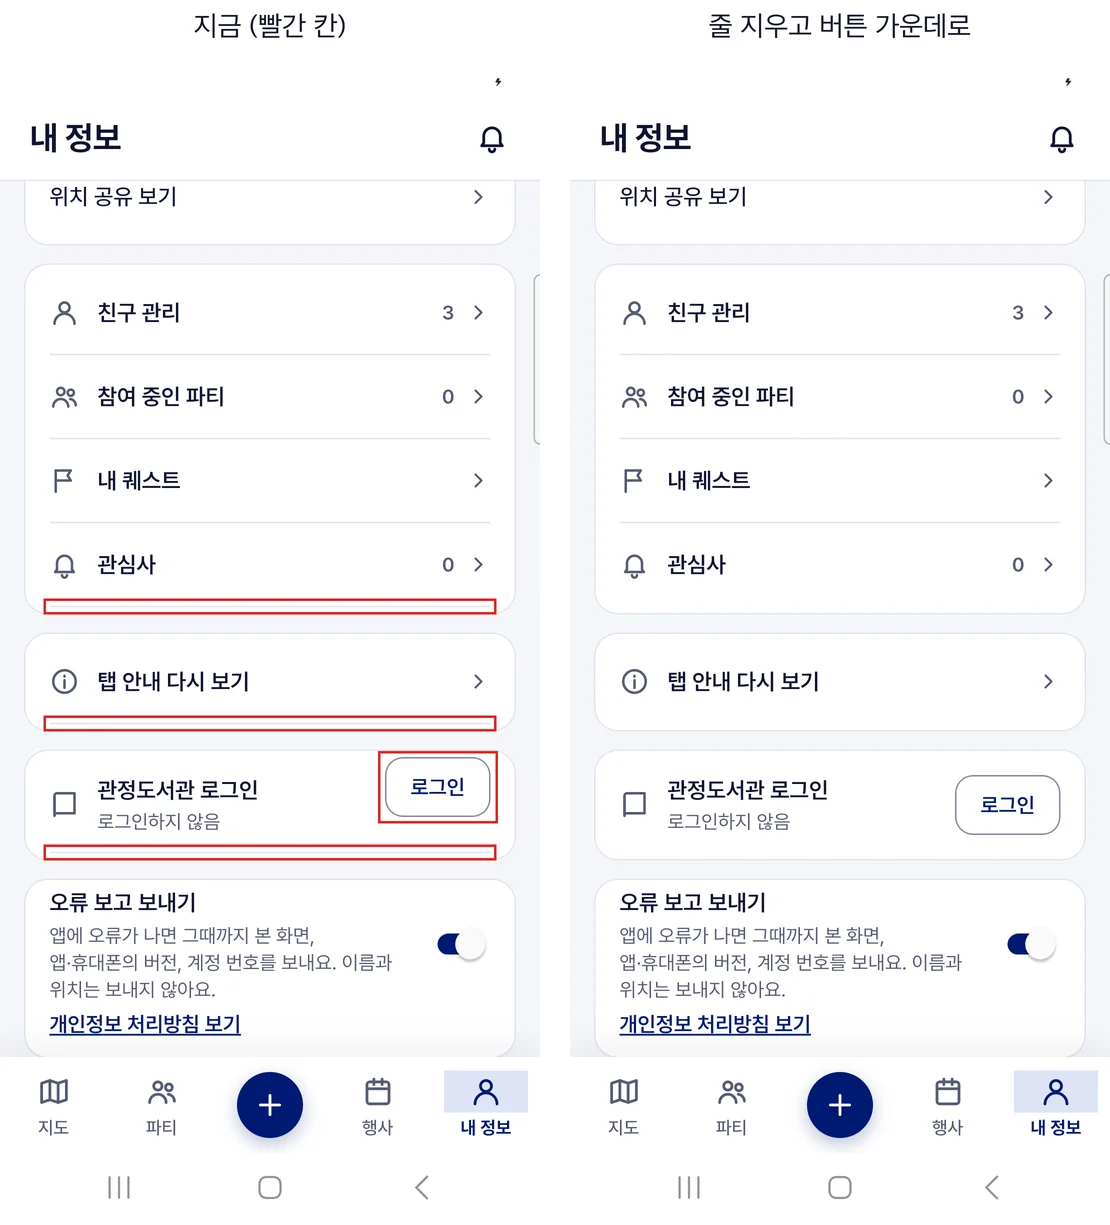 지금 (빨간 칸)
내 정보
위치 공유 보기
친구 관리 3
참여 중인 파티 0
내 퀘스트
관심사 0
탭 안내 다시 보기
관정도서관 로그인
로그인하지 않음
로그인
오류 보고 보내기
앱에 오류가 나면 그때까지 본 화면,
앱·휴대폰의 버전, 계정 번호를 보내요. 이름과
위치는 보내지 않아요.
개인정보 처리방침 보기
지도 파티 행사 내 정보
줄 지우고 버튼 가운데로
내 정보
위치 공유 보기
친구 관리 3
참여 중인 파티 0
내 퀘스트
관심사 0
탭 안내 다시 보기
관정도서관 로그인
로그인하지 않음
로그인
오류 보고 보내기
앱에 오류가 나면 그때까지 본 화면,
앱·휴대폰의 버전, 계정 번호를 보내요. 이름과
위치는 보내지 않아요.
개인정보 처리방침 보기
지도 파티 행사 내 정보